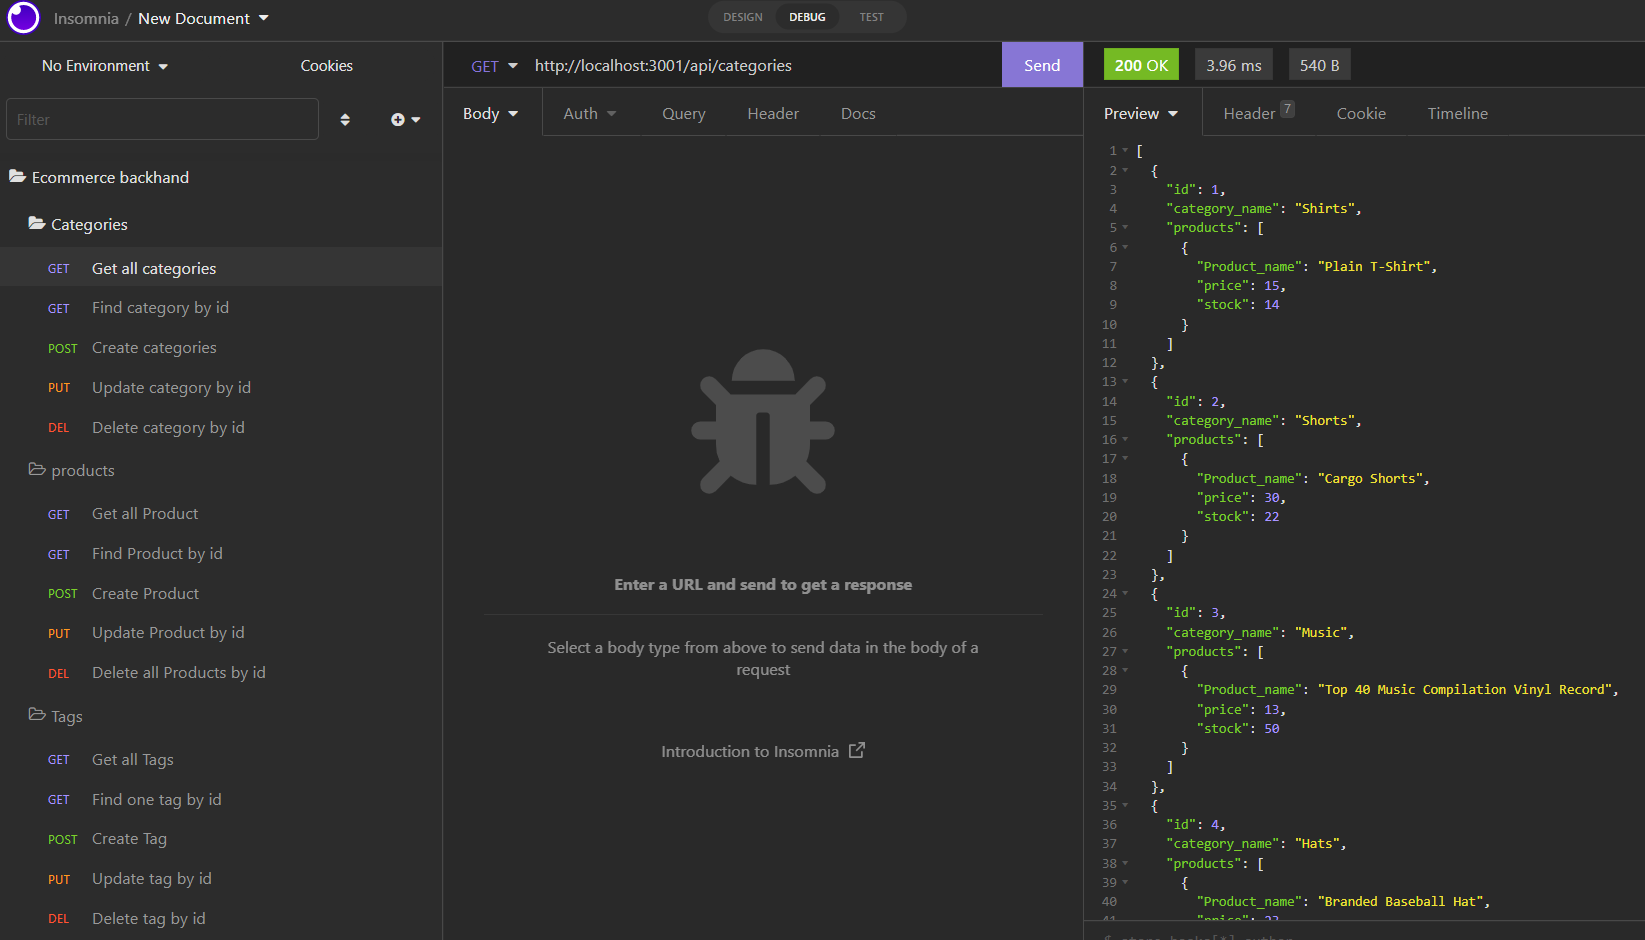 Insomnia / New Document
DESIGN DEBUG TEST
No Environment
Cookies
Filter
Ecommerce backhand
Categories
GET Get all categories
GET Find category by id
POST Create categories
PUT Update category by id
DEL Delete category by id
products
GET Get all Product
GET Find Product by id
POST Create Product
PUT Update Product by id
DEL Delete all Products by id
Tags
GET Get all Tags
GET Find one tag by id
POST Create Tag
PUT Update tag by id
DEL Delete tag by id
GET http://localhost:3001/api/categories Send
Body Auth Query Header Docs
Enter a URL and send to get a response
Select a body type from above to send data in the body of a
request
Introduction to Insomnia
200 OK 3.96 ms 540 B
Preview Header 7 Cookie Timeline
1 [
2 {
3 "id": 1,
4 "category_name": "Shirts",
5 "products": [
6 {
7 "Product_name": "Plain T-Shirt",
8 "price": 15,
9 "stock": 14
10 }
11 ]
12 },
13 {
14 "id": 2,
15 "category_name": "Shorts",
16 "products": [
17 {
18 "Product_name": "Cargo Shorts",
19 "price": 30,
20 "stock": 22
21 }
22 ]
23 },
24 {
25 "id": 3,
26 "category_name": "Music",
27 "products": [
28 {
29 "Product_name": "Top 40 Music Compilation Vinyl Record",
30 "price": 13,
31 "stock": 50
32 }
33 ]
34 },
35 {
36 "id": 4,
37 "category_name": "Hats",
38 "products": [
39 {
40 "Product_name": "Branded Baseball Hat",
41 "price":